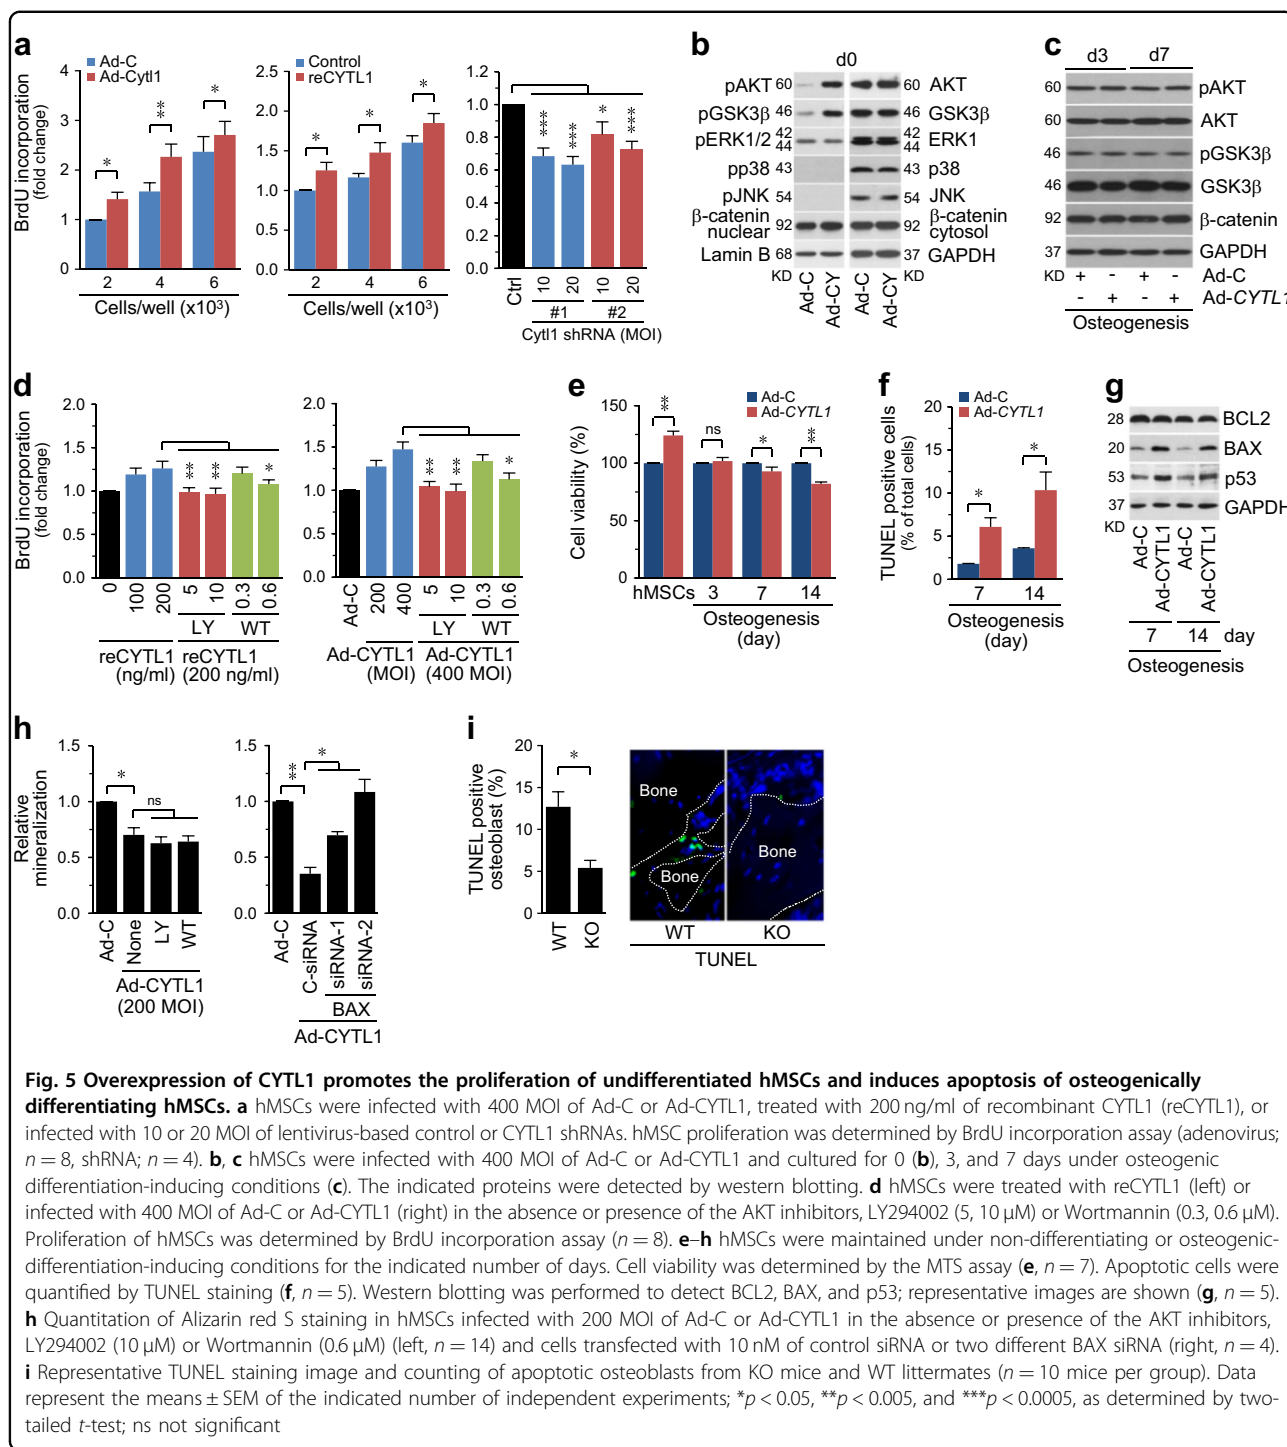 a
Ad-C
Ad-Cytl1
BrdU incorporation
(fold change)
4
3
2
1
0
**
*
*
2 4 6
Cells/well (x10³)
Control
reCYTL1
2.5
2.0
1.5
1.0
0.5
0.0
*
*
*
2 4 6
Cells/well (x10³)
1.2
1.0
0.8
0.6
0.4
0.2
0.0
*** *** * ***
Ctrl 10 20 10 20
#1 #2
Cytl1 shRNA (MOI)
b
d0
pAKT 60 60 AKT
pGSK3β 46 46 GSK3β
pERK1/2 42 44 42 44 ERK1
pp38 43 43 p38
pJNK 54 54 JNK
β-catenin nuclear 92 92 β-catenin cytosol
Lamin B 68 37 GAPDH
KD Ad-C Ad-CY Ad-C Ad-CY KD
c
d3 d7
60 pAKT
60 AKT
46 pGSK3β
46 GSK3β
92 β-catenin
37 GAPDH
KD + - + - Ad-C
- + - + Ad-CYTL1
Osteogenesis
d
BrdU incorporation
(fold change)
2.0
1.5
1.0
0.5
0.0
** ** *
0 100 200 5 10 0.3 0.6
LY WT
reCYTL1 (ng/ml)
reCYTL1 (200 ng/ml)
2.0
1.5
1.0
0.5
0.0
** ** *
Ad-C 200 400 5 10 0.3 0.6
LY WT
Ad-CYTL1 (MOI)
Ad-CYTL1 (400 MOI)
e
Ad-C
Ad-CYTL1
Cell viability (%)
150
125
100
75
50
25
0
** ns * **
hMSCs 3 7 14
Osteogenesis
(day)
f
Ad-C
Ad-CYTL1
TUNEL positive cells
(% of total cells)
20
15
10
5
0
* *
7 14
Osteogenesis
(day)
g
28 BCL2
20 BAX
53 p53
37 GAPDH
KD
Ad-C Ad-CYTL1 Ad-C Ad-CYTL1
7 14 day
Osteogenesis
h
Relative
mineralization
1.5
1.0
0.5
0.0
* ns
Ad-C None LY WT
Ad-CYTL1
(200 MOI)
1.5
1.0
0.5
0.0
** *
Ad-C C-siRNA siRNA-1 siRNA-2
BAX
Ad-CYTL1
i
TUNEL positive
osteoblast (%)
20
15
10
5
0
*
WT KO
Bone
Bone
Bone
WT KO
TUNEL
Fig. 5 Overexpression of CYTL1 promotes the proliferation of undifferentiated hMSCs and induces apoptosis of osteogenically
differentiating hMSCs. a hMSCs were infected with 400 MOI of Ad-C or Ad-CYTL1, treated with 200 ng/ml of recombinant CYTL1 (reCYTL1), or
infected with 10 or 20 MOI of lentivirus-based control or CYTL1 shRNAs. hMSC proliferation was determined by BrdU incorporation assay (adenovirus;
n = 8, shRNA; n = 4). b, c hMSCs were infected with 400 MOI of Ad-C or Ad-CYTL1 and cultured for 0 (b), 3, and 7 days under osteogenic
differentiation-inducing conditions (c). The indicated proteins were detected by western blotting. d hMSCs were treated with reCYTL1 (left) or
infected with 400 MOI of Ad-C or Ad-CYTL1 (right) in the absence or presence of the AKT inhibitors, LY294002 (5, 10 μM) or Wortmannin (0.3, 0.6 μM).
Proliferation of hMSCs was determined by BrdU incorporation assay (n = 8). e–h hMSCs were maintained under non-differentiating or osteogenic-
differentiation-inducing conditions for the indicated number of days. Cell viability was determined by the MTS assay (e, n = 7). Apoptotic cells were
quantified by TUNEL staining (f, n = 5). Western blotting was performed to detect BCL2, BAX, and p53; representative images are shown (g, n = 5).
h Quantitation of Alizarin red S staining in hMSCs infected with 200 MOI of Ad-C or Ad-CYTL1 in the absence or presence of the AKT inhibitors,
LY294002 (10 μM) or Wortmannin (0.6 μM) (left, n = 14) and cells transfected with 10 nM of control siRNA or two different BAX siRNA (right, n = 4).
i Representative TUNEL staining image and counting of apoptotic osteoblasts from KO mice and WT littermates (n = 10 mice per group). Data
represent the means ± SEM of the indicated number of independent experiments; *p < 0.05, **p < 0.005, and ***p < 0.0005, as determined by two-
tailed t-test; ns not significant